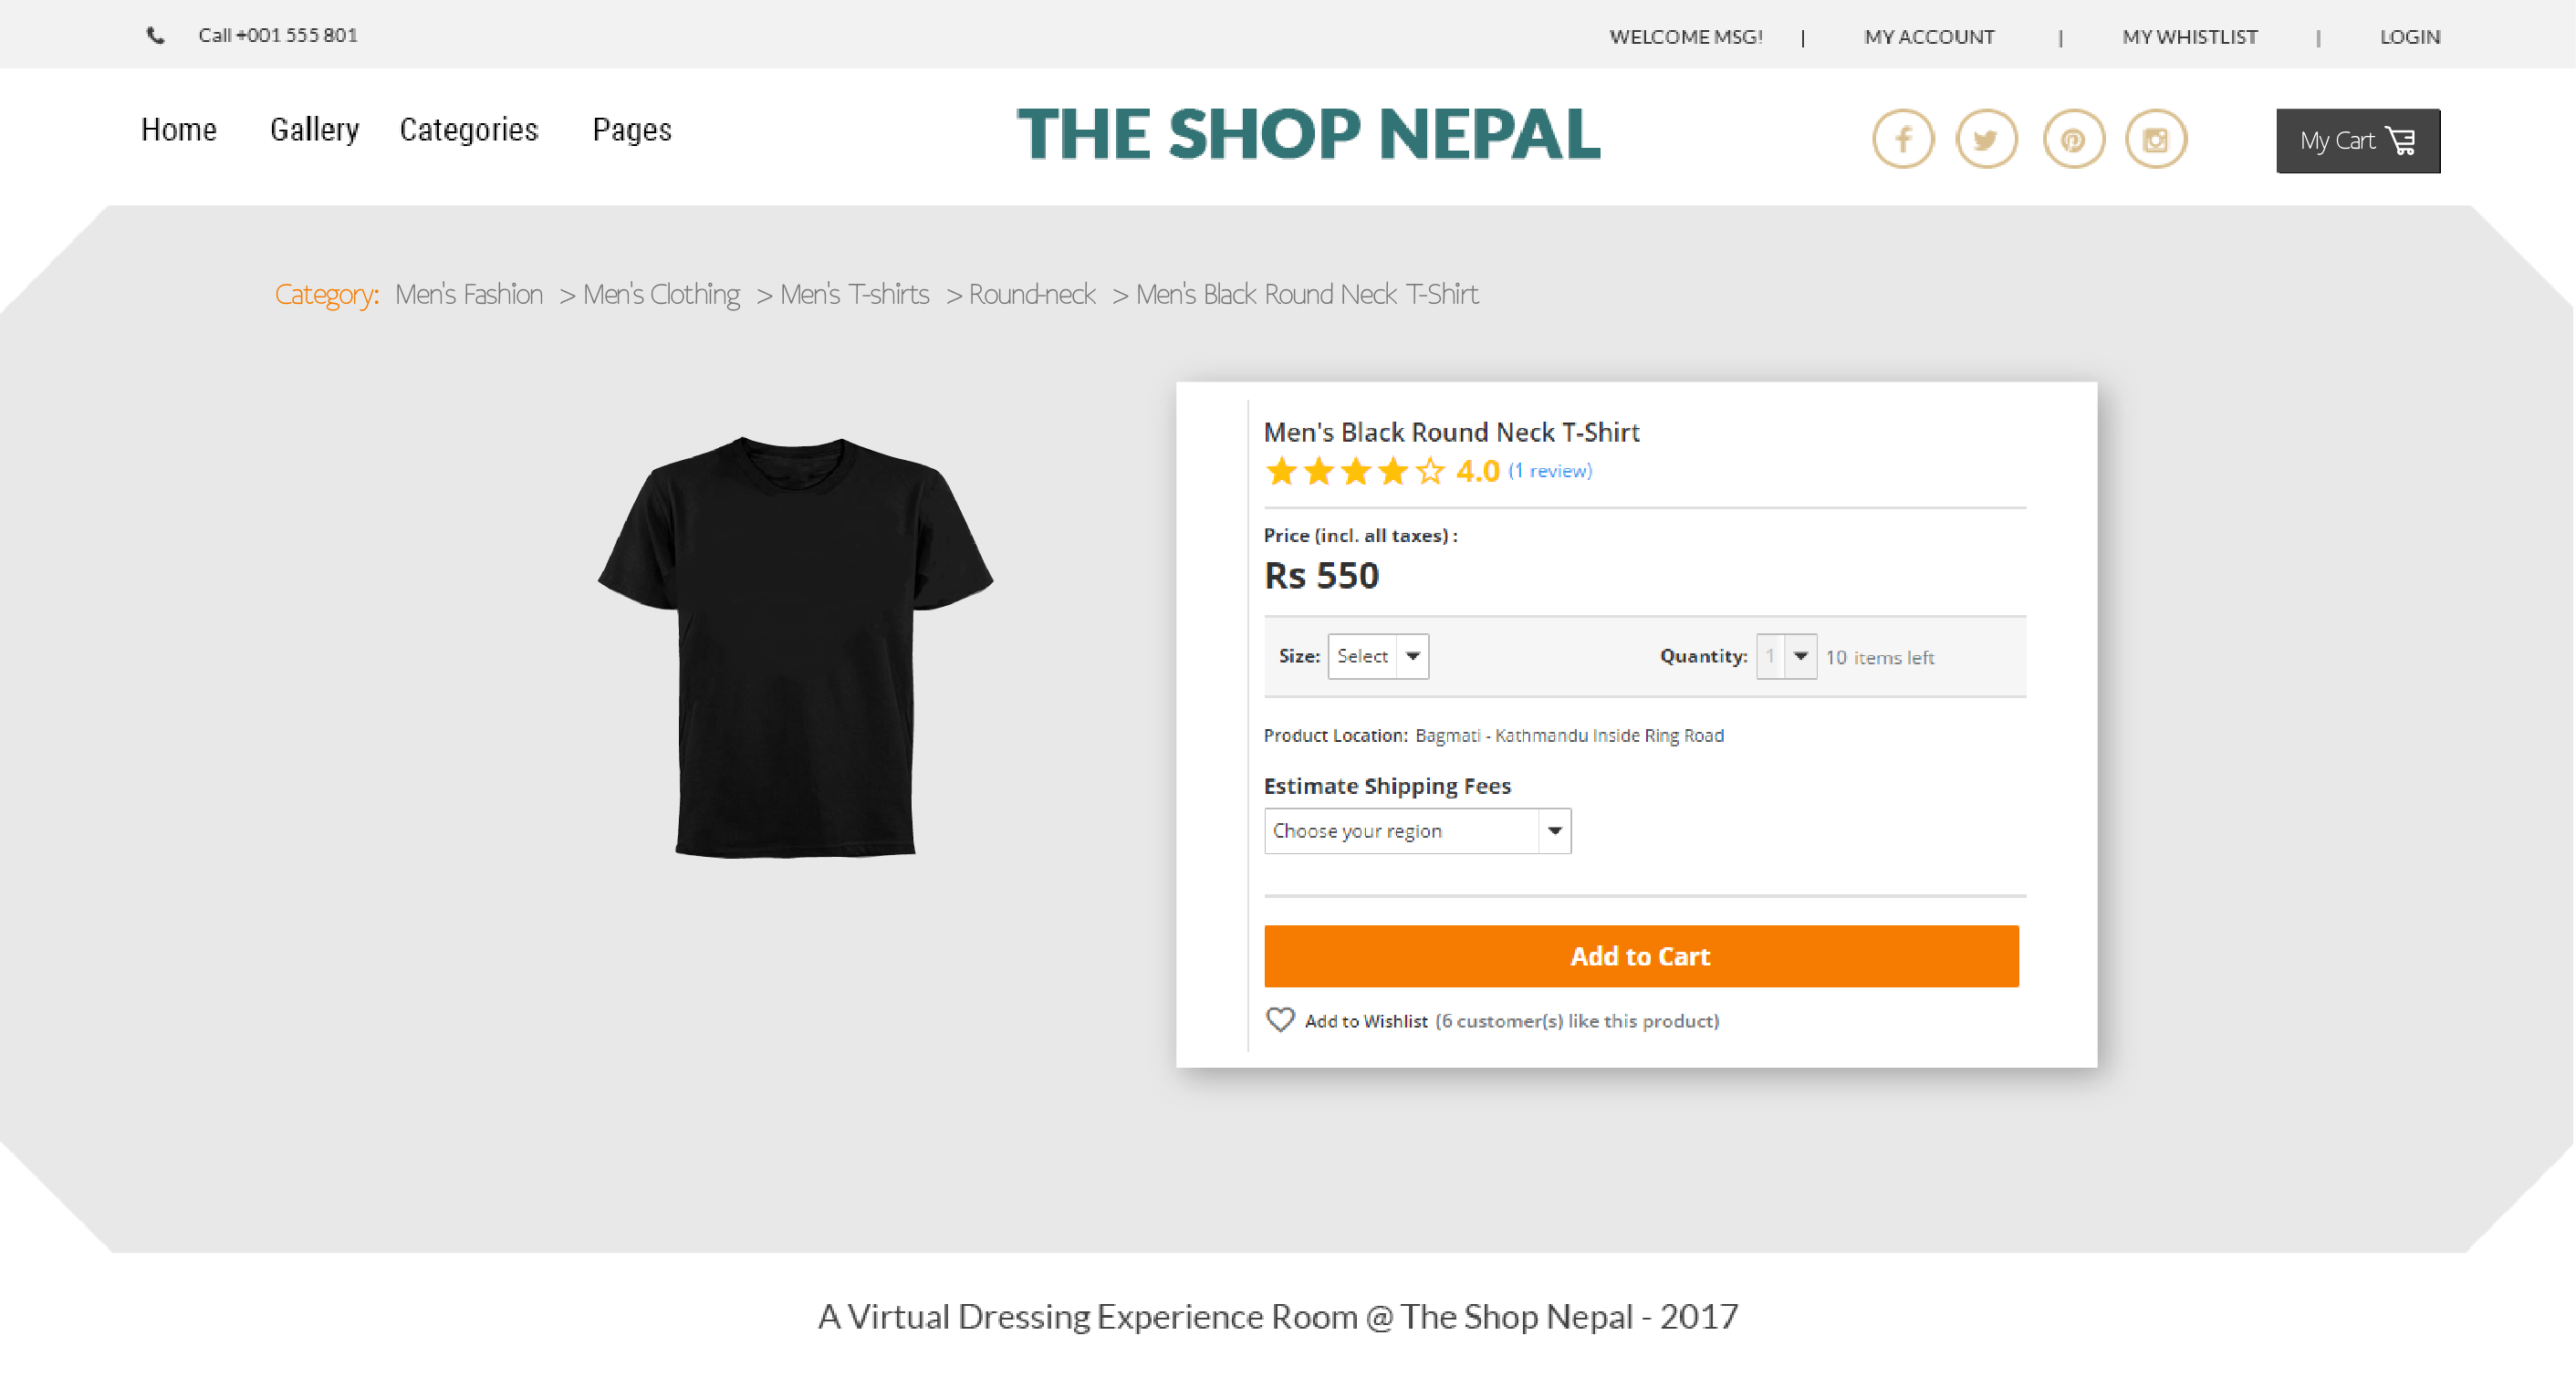 Call +001 555 801
WELCOME MSG! | MY ACCOUNT | MY WHISTLIST | LOGIN
Home Gallery Categories Pages
THE SHOP NEPAL
My Cart
Category: Men's Fashion > Men's Clothing > Men's T-shirts > Round-neck > Men's Black Round Neck T-Shirt
Men's Black Round Neck T-Shirt
4.0 (1 review)
Price (incl. all taxes) :
Rs 550
Size: Select Quantity: 1 10 items left
Product Location: Bagmati - Kathmandu Inside Ring Road
Estimate Shipping Fees
Choose your region
Add to Cart
Add to Wishlist (6 customer(s) like this product)
A Virtual Dressing Experience Room @ The Shop Nepal - 2017